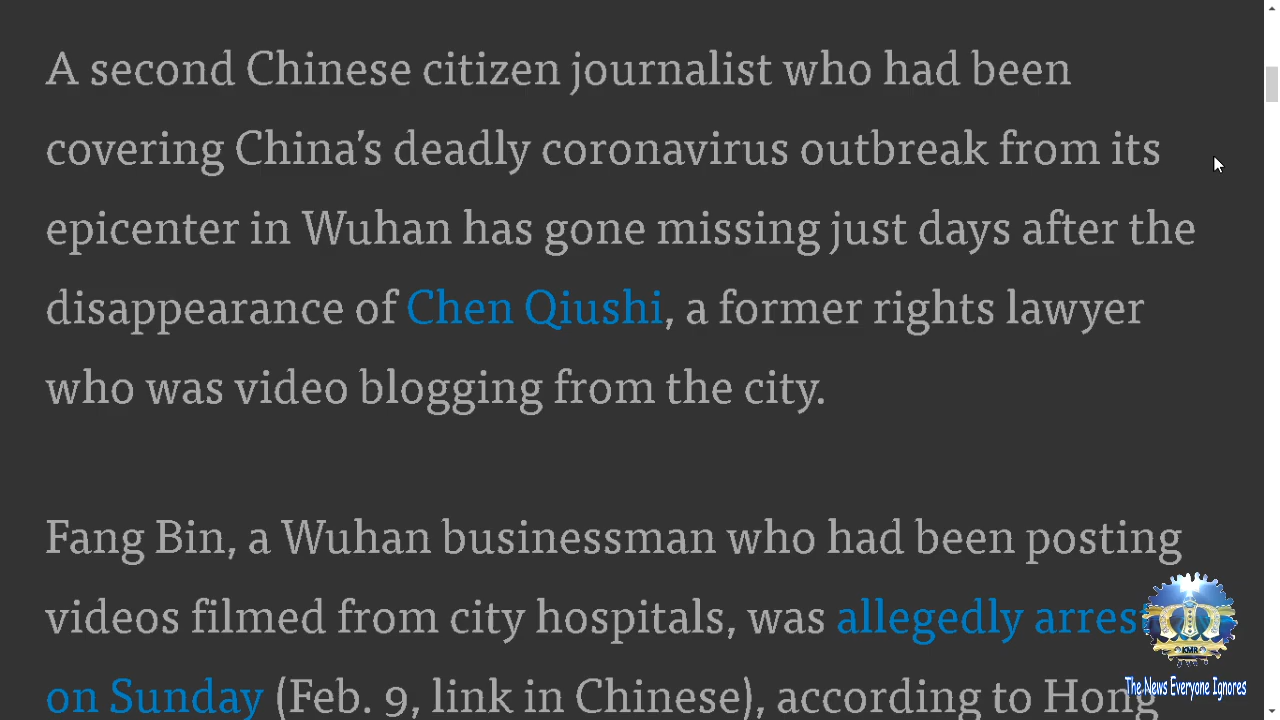 A second Chinese citizen journalist who had been
covering China's deadly coronavirus outbreak from its
epicenter in Wuhan has gone missing just days after the
disappearance of Chen Qiushi, a former rights lawyer
who was video blogging from the city.
Fang Bin, a Wuhan businessman who had been posting
videos filmed from city hospitals, was allegedly arrest
on Sunday (Feb. 9, link in Chinese), according to Hong
KMR
The News Everyone Ignores